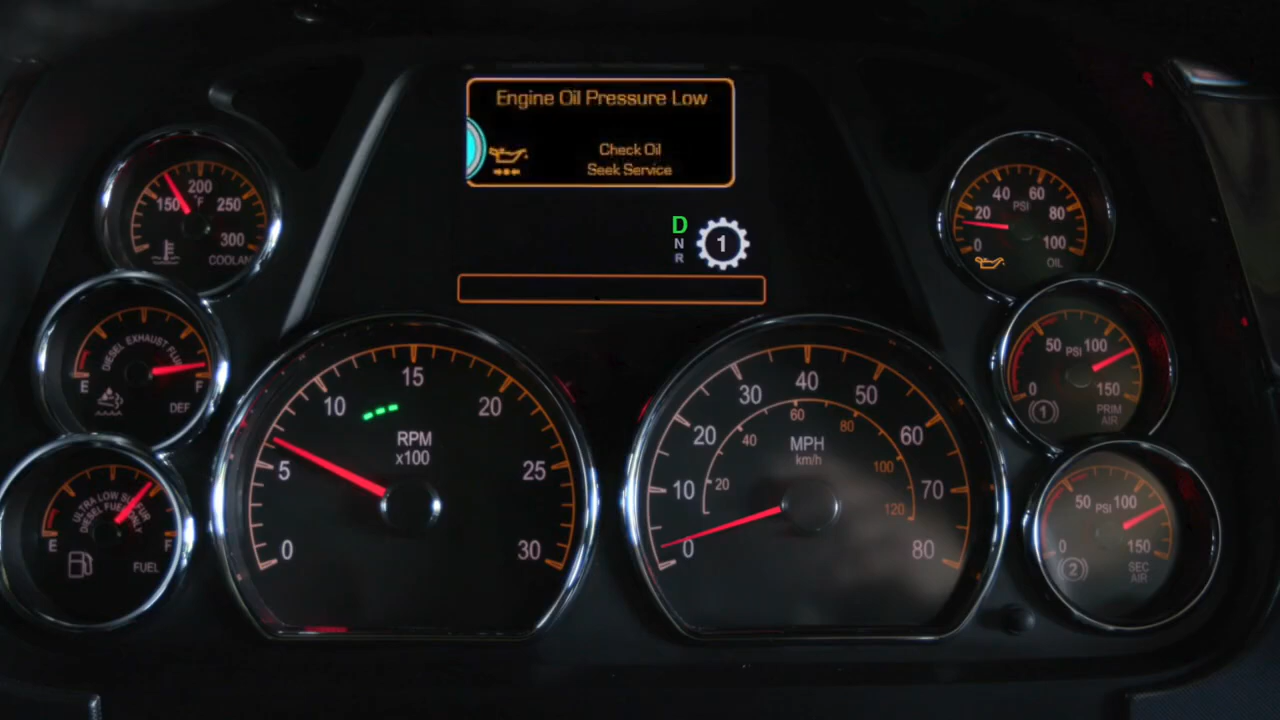 Engine Oil Pressure Low
Check Oil
Seek Service
D
N
R
1
150
200
°F
250
300
COOLANT
DIESEL EXHAUST FLUID
E
F
DEF
ULTRA LOW SULFUR
DIESEL FUEL ONLY
E
F
FUEL
0
5
10
15
20
25
30
RPM
x100
0
10
20
30
40
50
60
70
80
MPH
km/h
20
40
60
80
100
120
0
20
40
60
80
100
PSI
OIL
0
50
PSI
100
150
1
PRIM
AIR
0
50
PSI
100
150
2
SEC
AIR